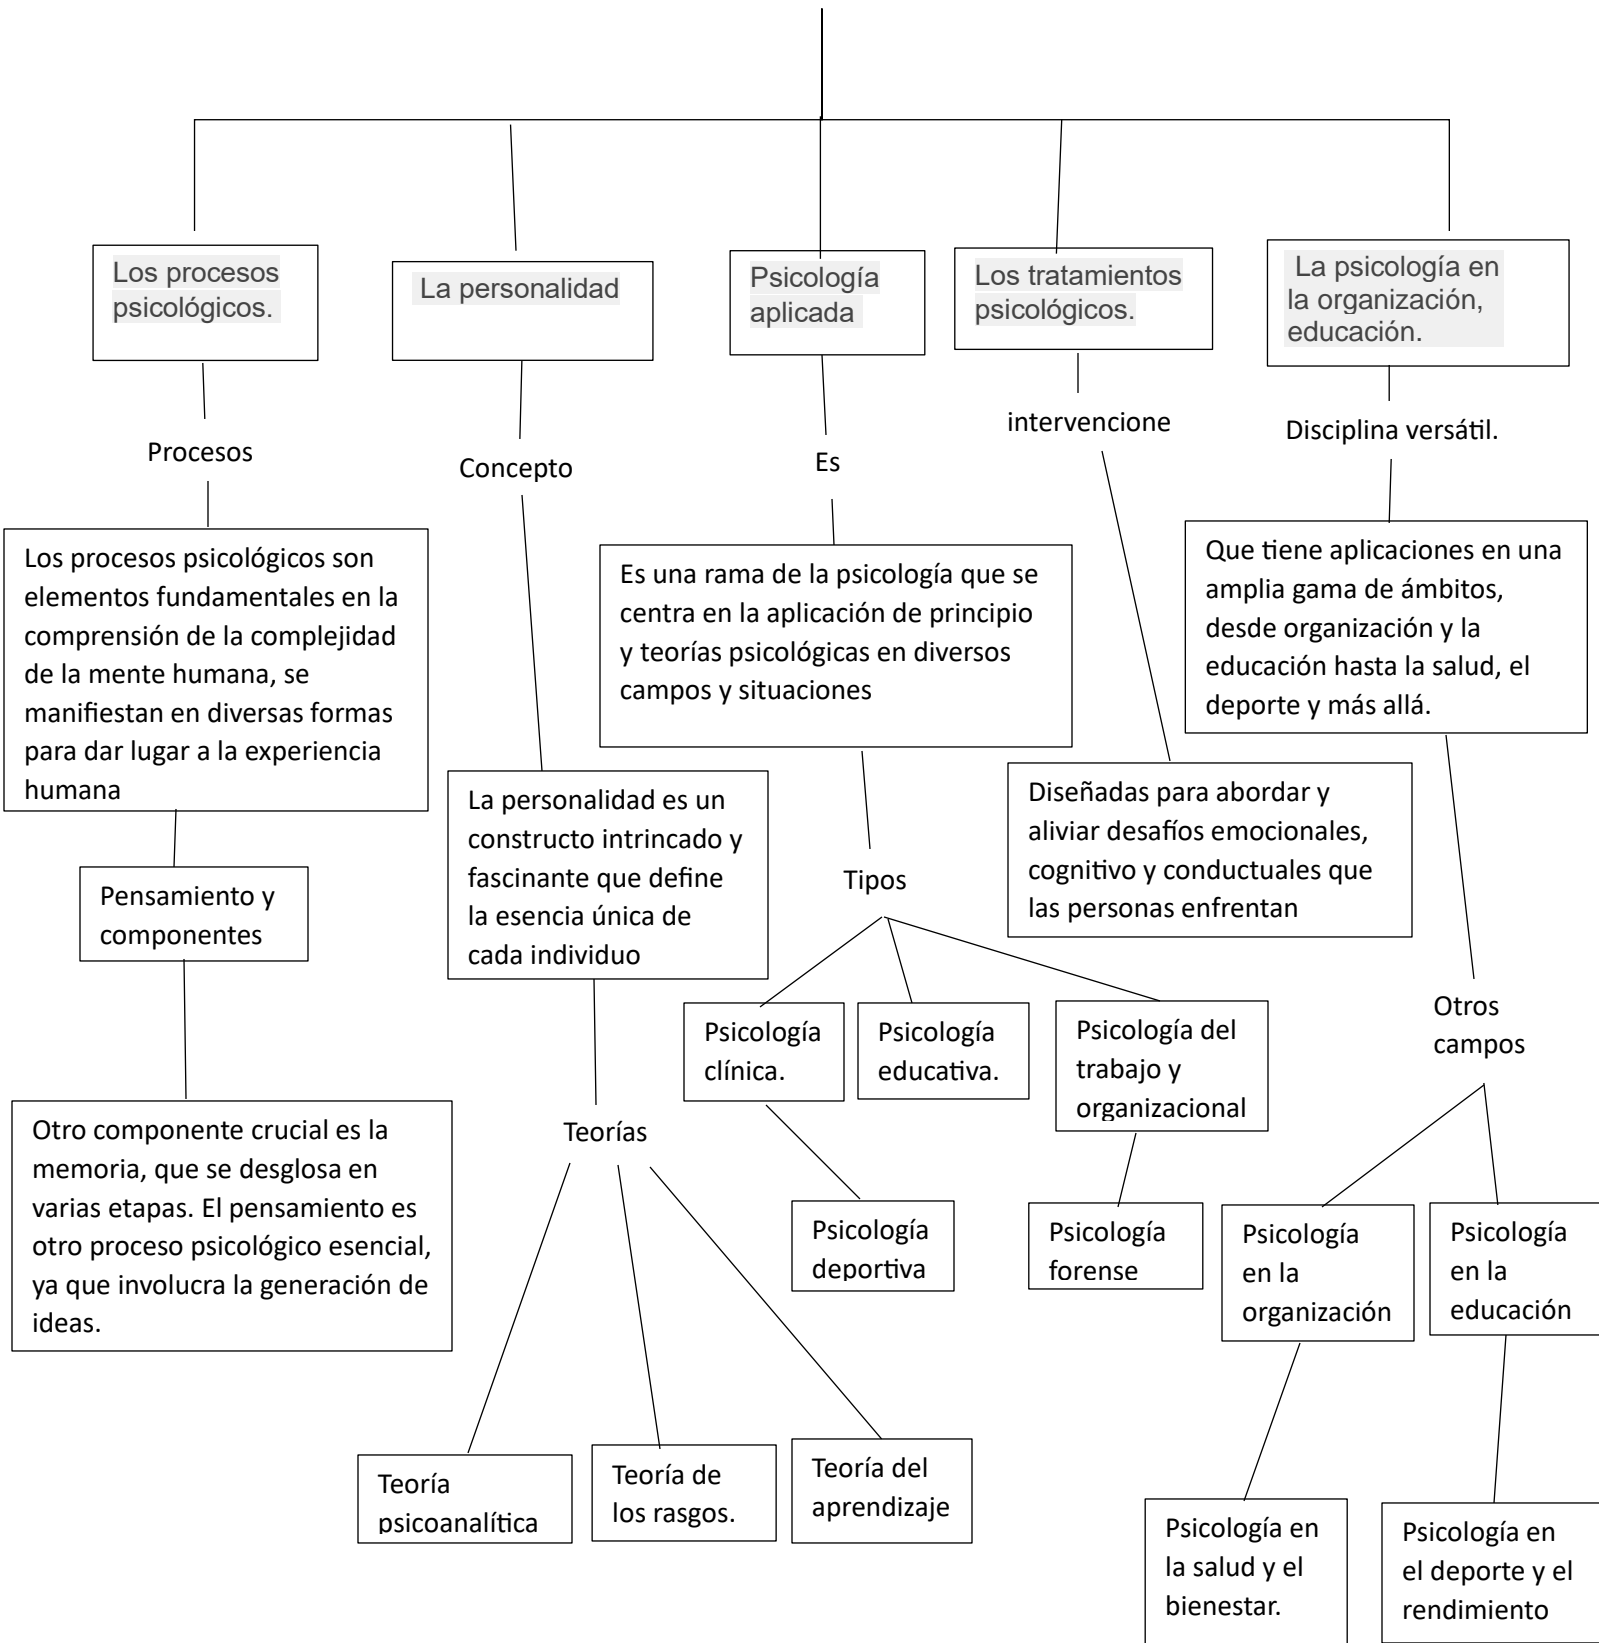 Los procesos
psicológicos.
La personalidad
Psicología
aplicada
Los tratamientos
psicológicos.
La psicología en
la organización,
educación.
Procesos
Concepto
Es
intervencione
Disciplina versátil.
Los procesos psicológicos son
elementos fundamentales en la
comprensión de la complejidad
de la mente humana, se
manifiestan en diversas formas
para dar lugar a la experiencia
humana
Es una rama de la psicología que se
centra en la aplicación de principio
y teorías psicológicas en diversos
campos y situaciones
Que tiene aplicaciones en una
amplia gama de ámbitos,
desde organización y la
educación hasta la salud, el
deporte y más allá.
La personalidad es un
constructo intrincado y
fascinante que define
la esencia única de
cada individuo
Diseñadas para abordar y
aliviar desafíos emocionales,
cognitivo y conductuales que
las personas enfrentan
Pensamiento y
componentes
Tipos
Otros
campos
Psicología
clínica.
Psicología
educativa.
Psicología del
trabajo y
organizacional
Otro componente crucial es la
memoria, que se desglosa en
varias etapas. El pensamiento es
otro proceso psicológico esencial,
ya que involucra la generación de
ideas.
Teorías
Psicología
deportiva
Psicología
forense
Psicología
en la
organización
Psicología
en la
educación
Teoría
psicoanalítica
Teoría de
los rasgos.
Teoría del
aprendizaje
Psicología en
la salud y el
bienestar.
Psicología en
el deporte y el
rendimiento